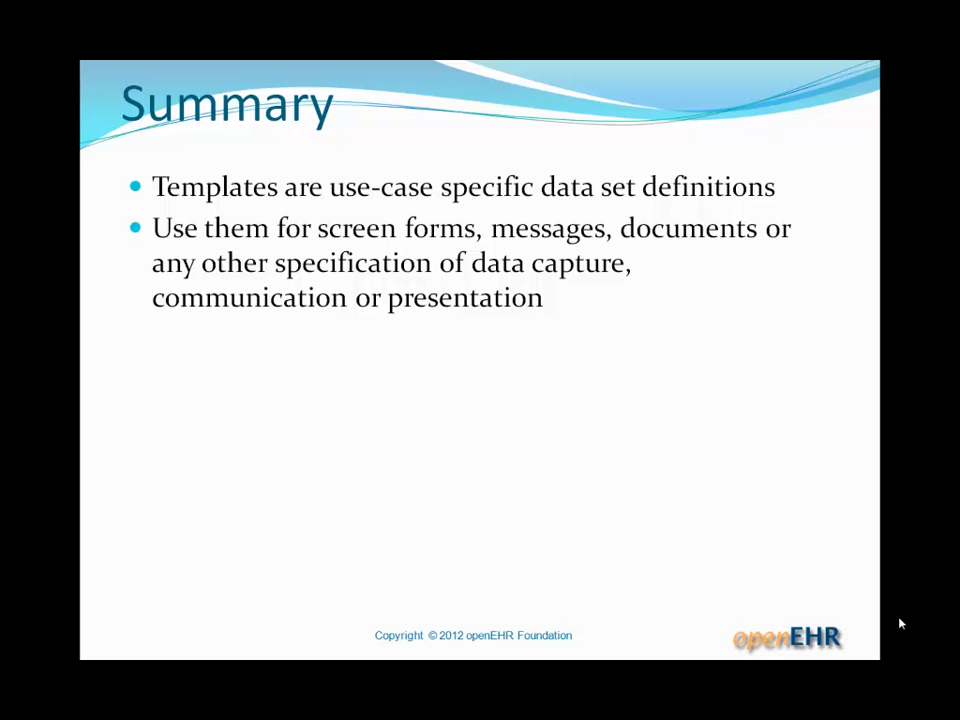 Summary
Templates are use-case specific data set definitions
Use them for screen forms, messages, documents or
any other specification of data capture,
communication or presentation
Copyright © 2012 openEHR Foundation
openEHR